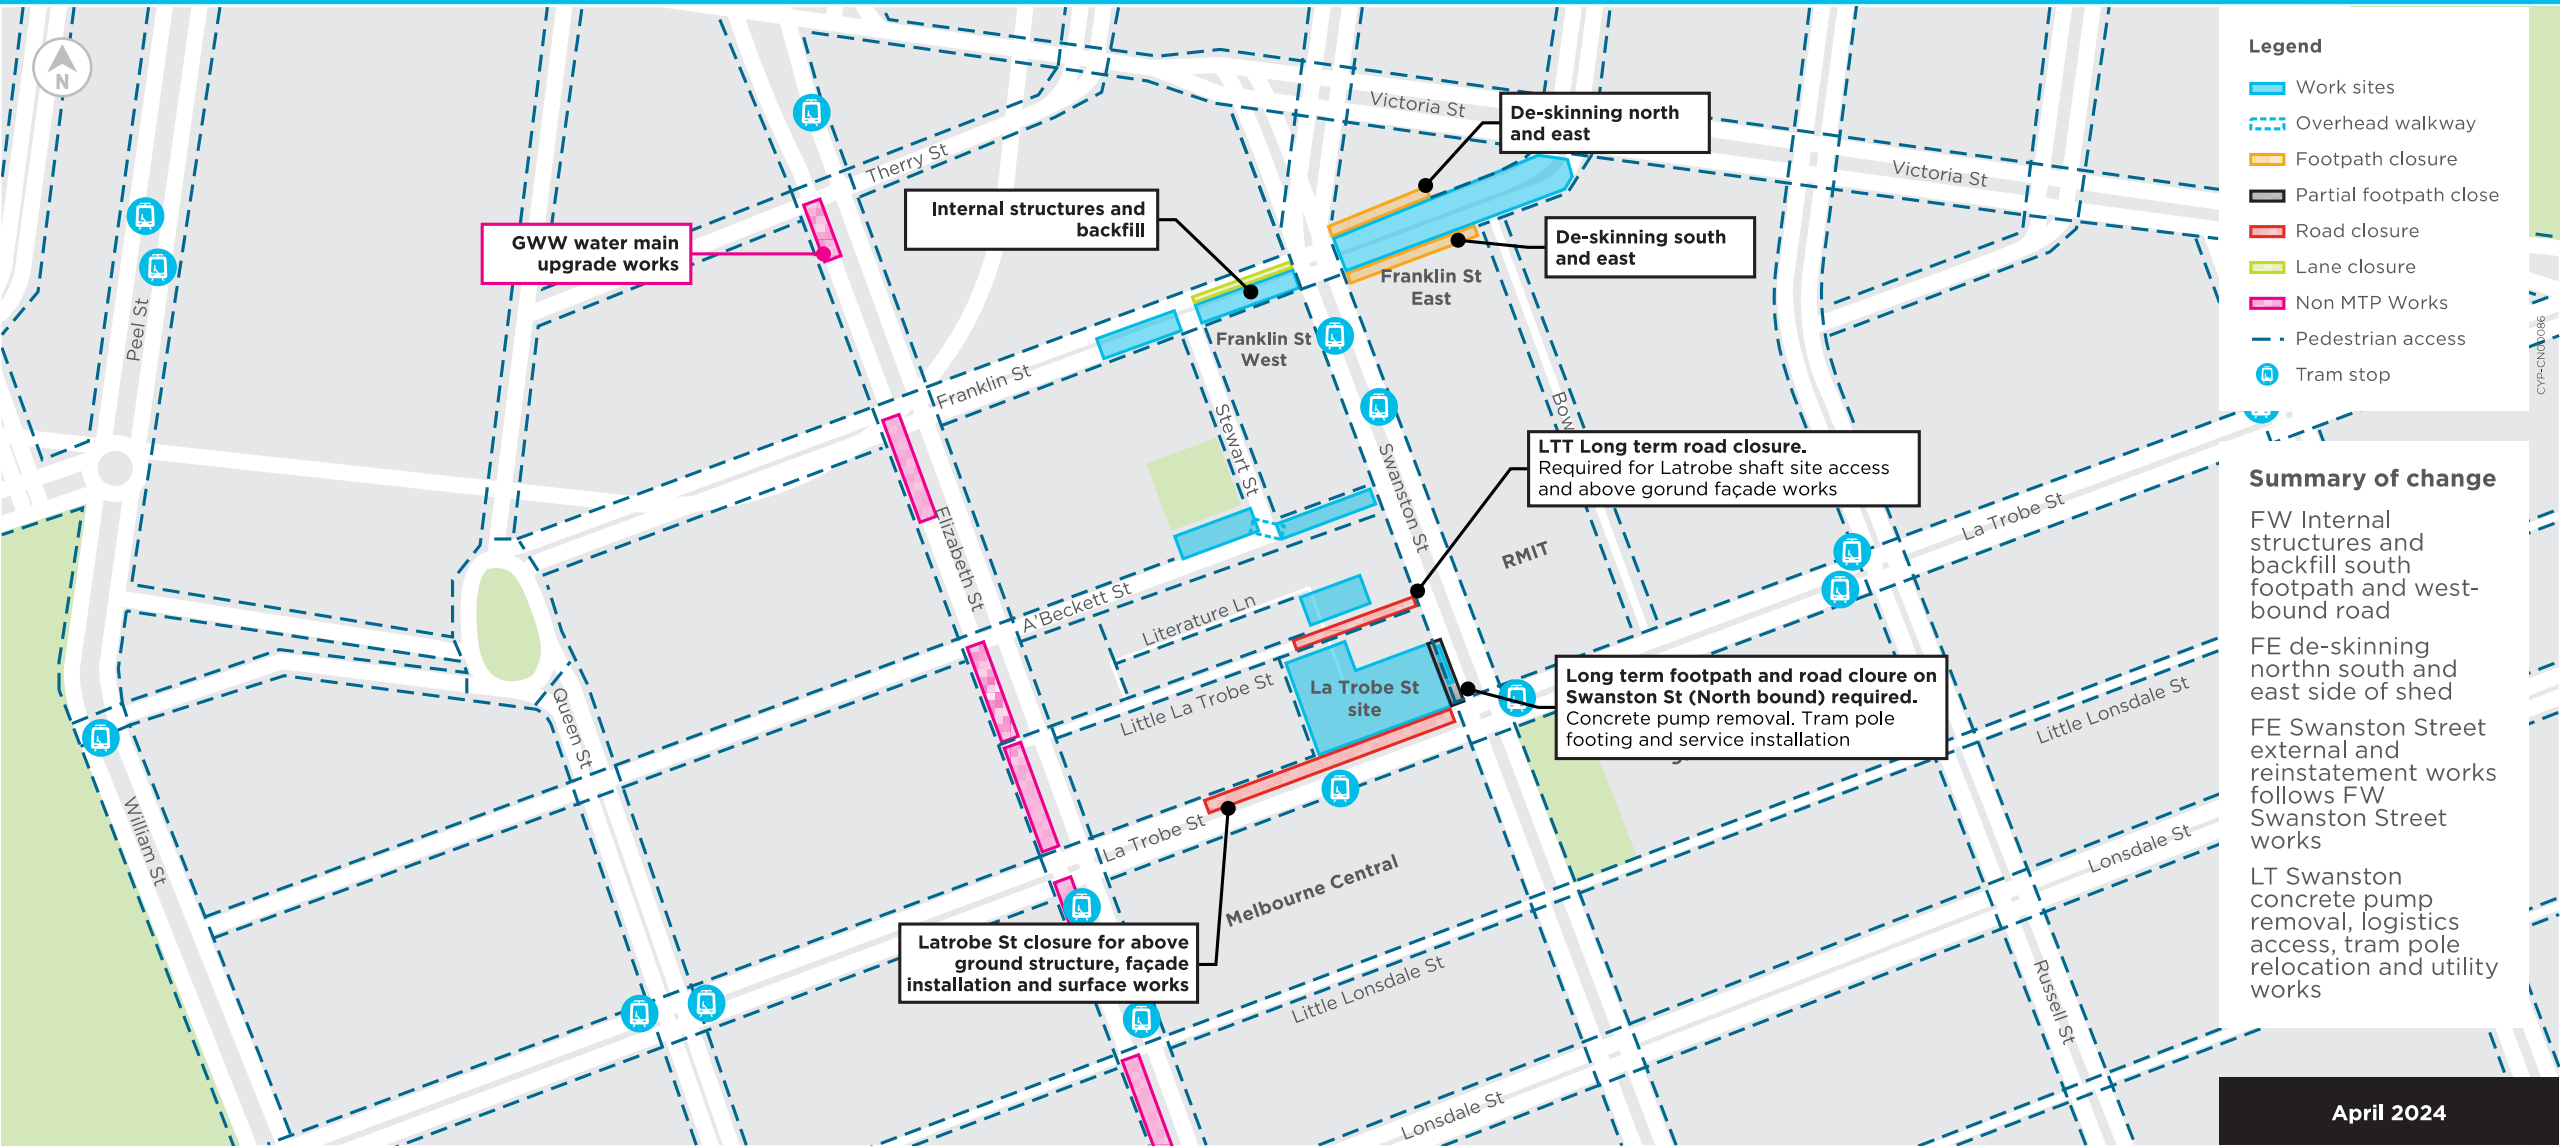 N
Peel St
Therry St
Victoria St
Victoria St
De-skinning north
and east
Internal structures and
backfill
GWW water main
upgrade works
De-skinning south
and east
Franklin St
East
Franklin St
West
Franklin St
Stewart St
Swanston St
Bow
LTT Long term road closure.
Required for Latrobe shaft site access
and above gorund façade works
La Trobe St
RMIT
Elizabeth St
A'Beckett St
Literature Ln
Little La Trobe St
La Trobe St
site
Long term footpath and road cloure on
Swanston St (North bound) required.
Concrete pump removal. Tram pole
footing and service installation
Little Lonsdale St
Queen St
William St
La Trobe St
Melbourne Central
Lonsdale St
Latrobe St closure for above
ground structure, façade
installation and surface works
Little Lonsdale St
Russell St
Lonsdale St
Legend
Work sites
Overhead walkway
Footpath closure
Partial footpath close
Road closure
Lane closure
Non MTP Works
Pedestrian access
Tram stop
CYP-CN00086
Summary of change
FW Internal
structures and
backfill south
footpath and west-
bound road
FE de-skinning
northn south and
east side of shed
FE Swanston Street
external and
reinstatement works
follows FW
Swanston Street
works
LT Swanston
concrete pump
removal, logistics
access, tram pole
relocation and utility
works
April 2024